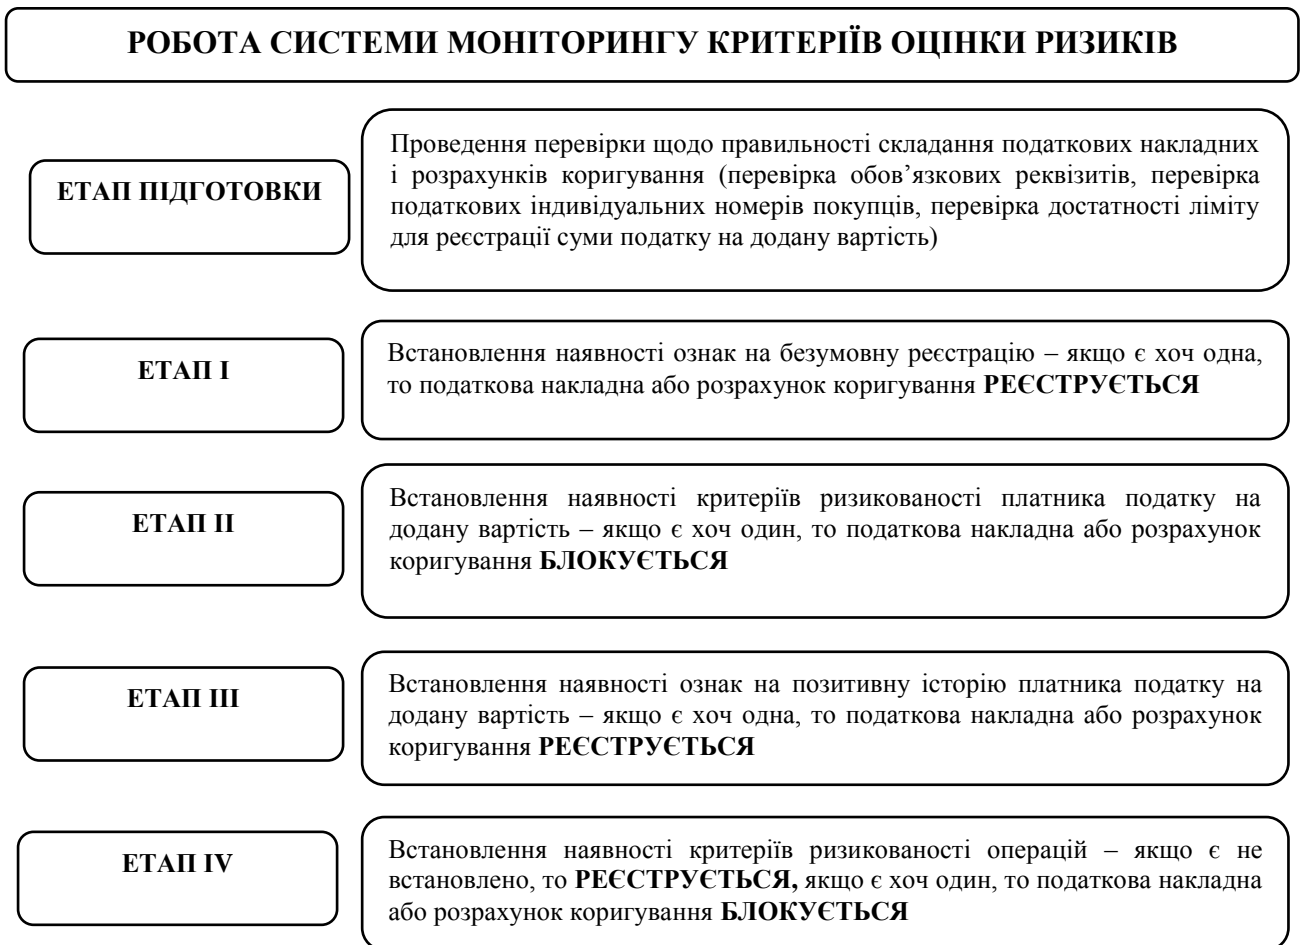 РОБОТА СИСТЕМИ МОНІТОРИНГУ КРИТЕРІЇВ ОЦІНКИ РИЗИКІВ
ЕТАП ПІДГОТОВКИ
Проведення перевірки щодо правильності складання податкових накладних
і розрахунків коригування (перевірка обов’язкових реквізитів, перевірка
податкових індивідуальних номерів покупців, перевірка достатності ліміту
для реєстрації суми податку на додану вартість)
ЕТАП І
Встановлення наявності ознак на безумовну реєстрацію – якщо є хоч одна,
то податкова накладна або розрахунок коригування РЕЄСТРУЄТЬСЯ
ЕТАП ІІ
Встановлення наявності критеріїв ризикованості платника податку на
додану вартість – якщо є хоч один, то податкова накладна або розрахунок
коригування БЛОКУЄТЬСЯ
ЕТАП ІІІ
Встановлення наявності ознак на позитивну історію платника податку на
додану вартість – якщо є хоч одна, то податкова накладна або розрахунок
коригування РЕЄСТРУЄТЬСЯ
ЕТАП IV
Встановлення наявності критеріїв ризикованості операцій – якщо є не
встановлено, то РЕЄСТРУЄТЬСЯ, якщо є хоч один, то податкова накладна
або розрахунок коригування БЛОКУЄТЬСЯ